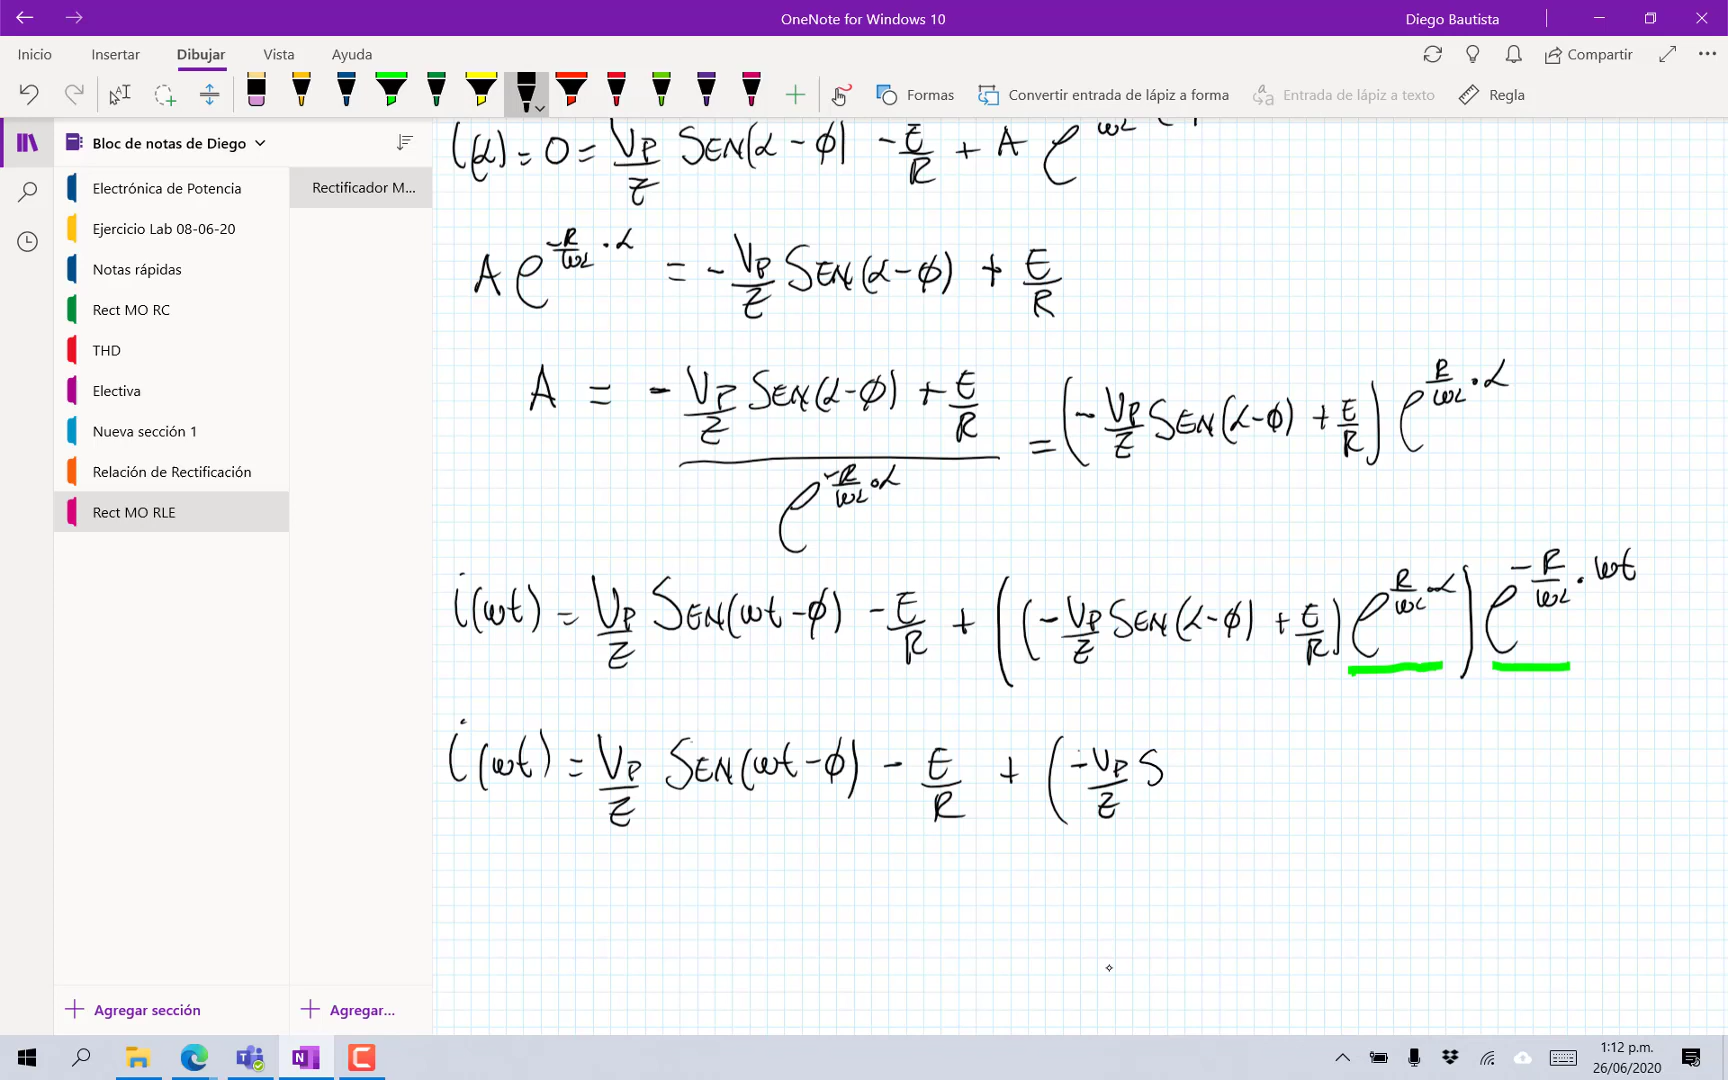 OneNote for Windows 10
Diego Bautista
Inicio Insertar Dibujar Vista Ayuda
Compartir
Formas
Convertir entrada de lápiz a forma
Entrada de lápiz a texto
Regla
Bloc de notas de Diego
Electrónica de Potencia
Ejercicio Lab 08-06-20
Notas rápidas
Rect MO RC
THD
Electiva
Nueva sección 1
Relación de Rectificación
Rect MO RLE
Agregar sección
Rectificador M...
Agregar...
i(α) = 0 = Vp/Z SEN(α-φ) - E/R + A e
A e^(-R/ωL · α) = -Vp/Z SEN(α-φ) + E/R
A = (-Vp/Z SEN(α-φ) + E/R) / e^(-R/ωL · α) = (-Vp/Z SEN(α-φ) + E/R) e^(R/ωL · α)
i(ωt) = Vp/Z SEN(ωt-φ) - E/R + ((-Vp/Z SEN(α-φ) + E/R) e^(R/ωL · α)) e^(-R/ωL · ωt)
i(ωt) = Vp/Z SEN(ωt-φ) - E/R + (-Vp/Z S
1:12 p.m.
26/06/2020